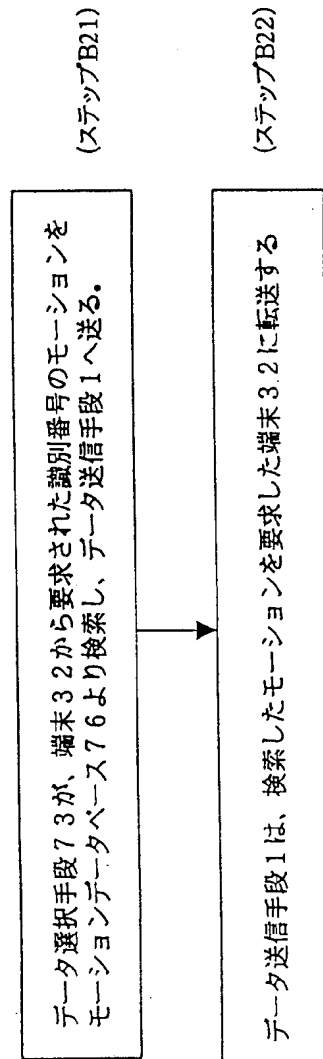 データ選択手段73が、端末32から要求された識別番号のモーションを
モーションデータベース76より検索し、データ送信手段1へ送る。
(ステップB21)
データ送信手段1は、検索したモーションを要求した端末3.2に転送する
(ステップB22)